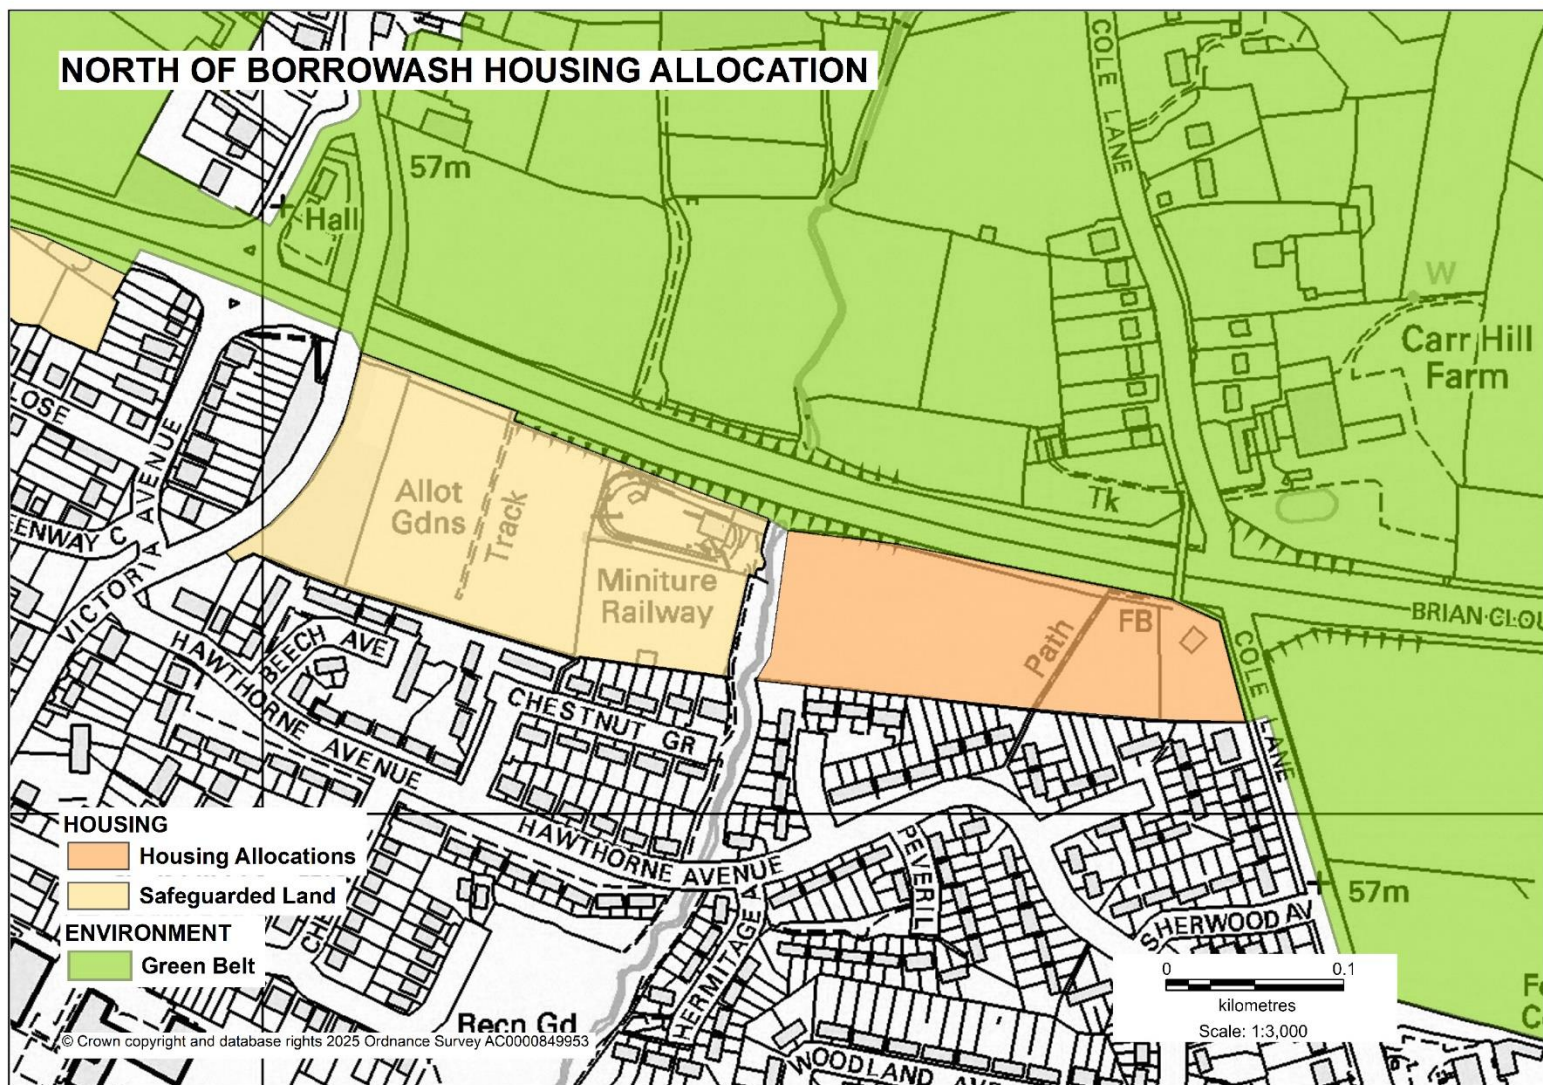 NORTH OF BORROWASH HOUSING ALLOCATION
COLE LANE
57m
Hall
W
Carr Hill
Farm
Tk
Allot
Gdns
Track
Miniture
Railway
Path
FB
BRIAN CLOU
COLE LANE
LOSE
AVENUE
EENWAY C
VICTORIA
HAWTHORNE AVENUE
BEECH AVE
CHESTNUT GR
HAWTHORNE AVENUE
PEVERIL
HERMITAGE A
57m
SHERWOOD AV
HOUSING
Housing Allocations
Safeguarded Land
ENVIRONMENT
Green Belt
Recn Gd
WOODLAND AV
0 0.1
kilometres
Scale: 1:3,000
© Crown copyright and database rights 2025 Ordnance Survey AC0000849953